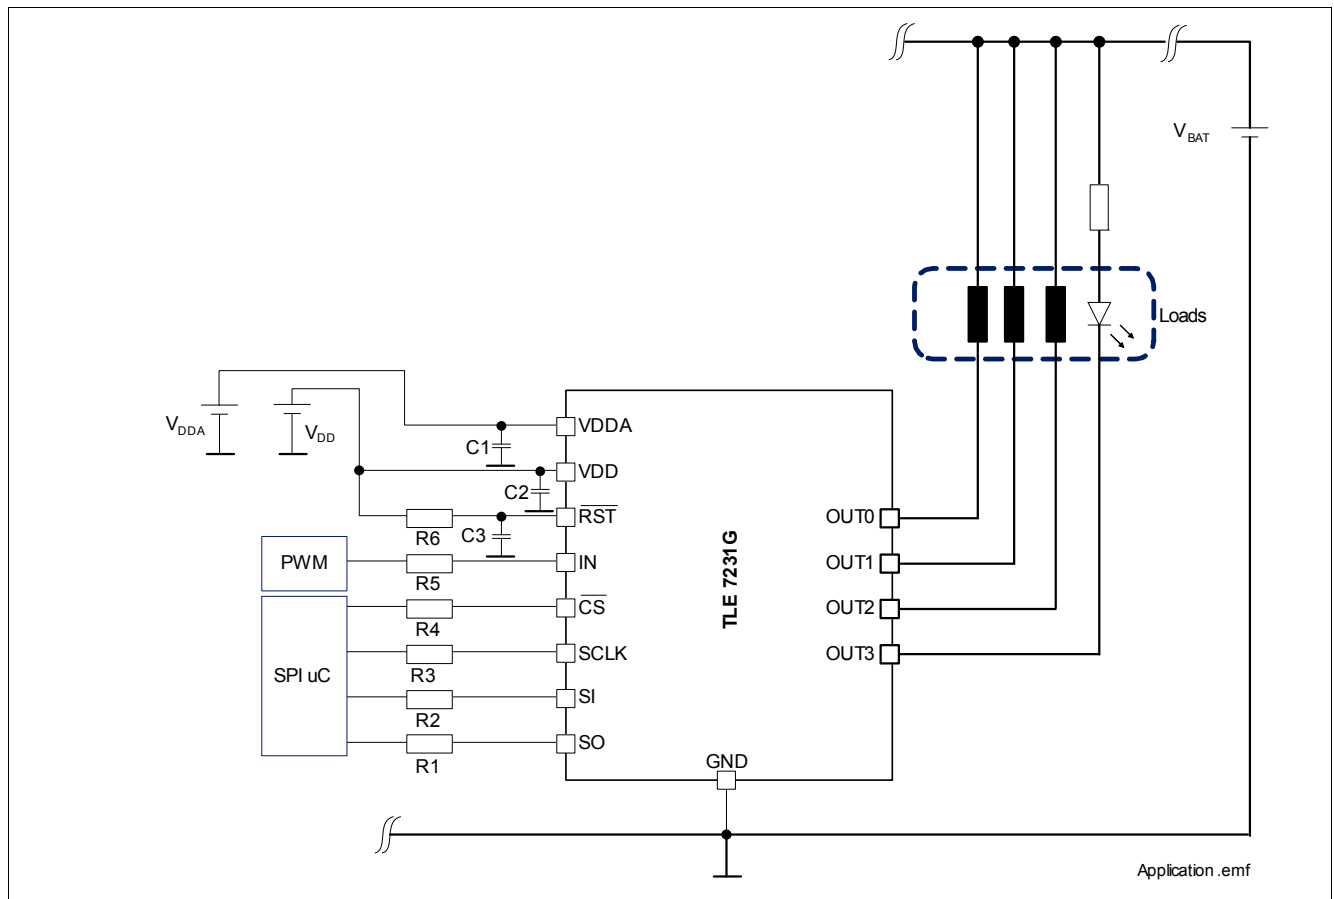 V_BAT
Loads
V_DDA
V_DD
C1
VDDA
C2
VDD
R6
C3
RST
OUT0
PWM
R5
IN
OUT1
TLE 7231G
R4
CS
OUT2
SPI uC
R3
SCLK
OUT3
R2
SI
R1
SO
GND
Application .emf